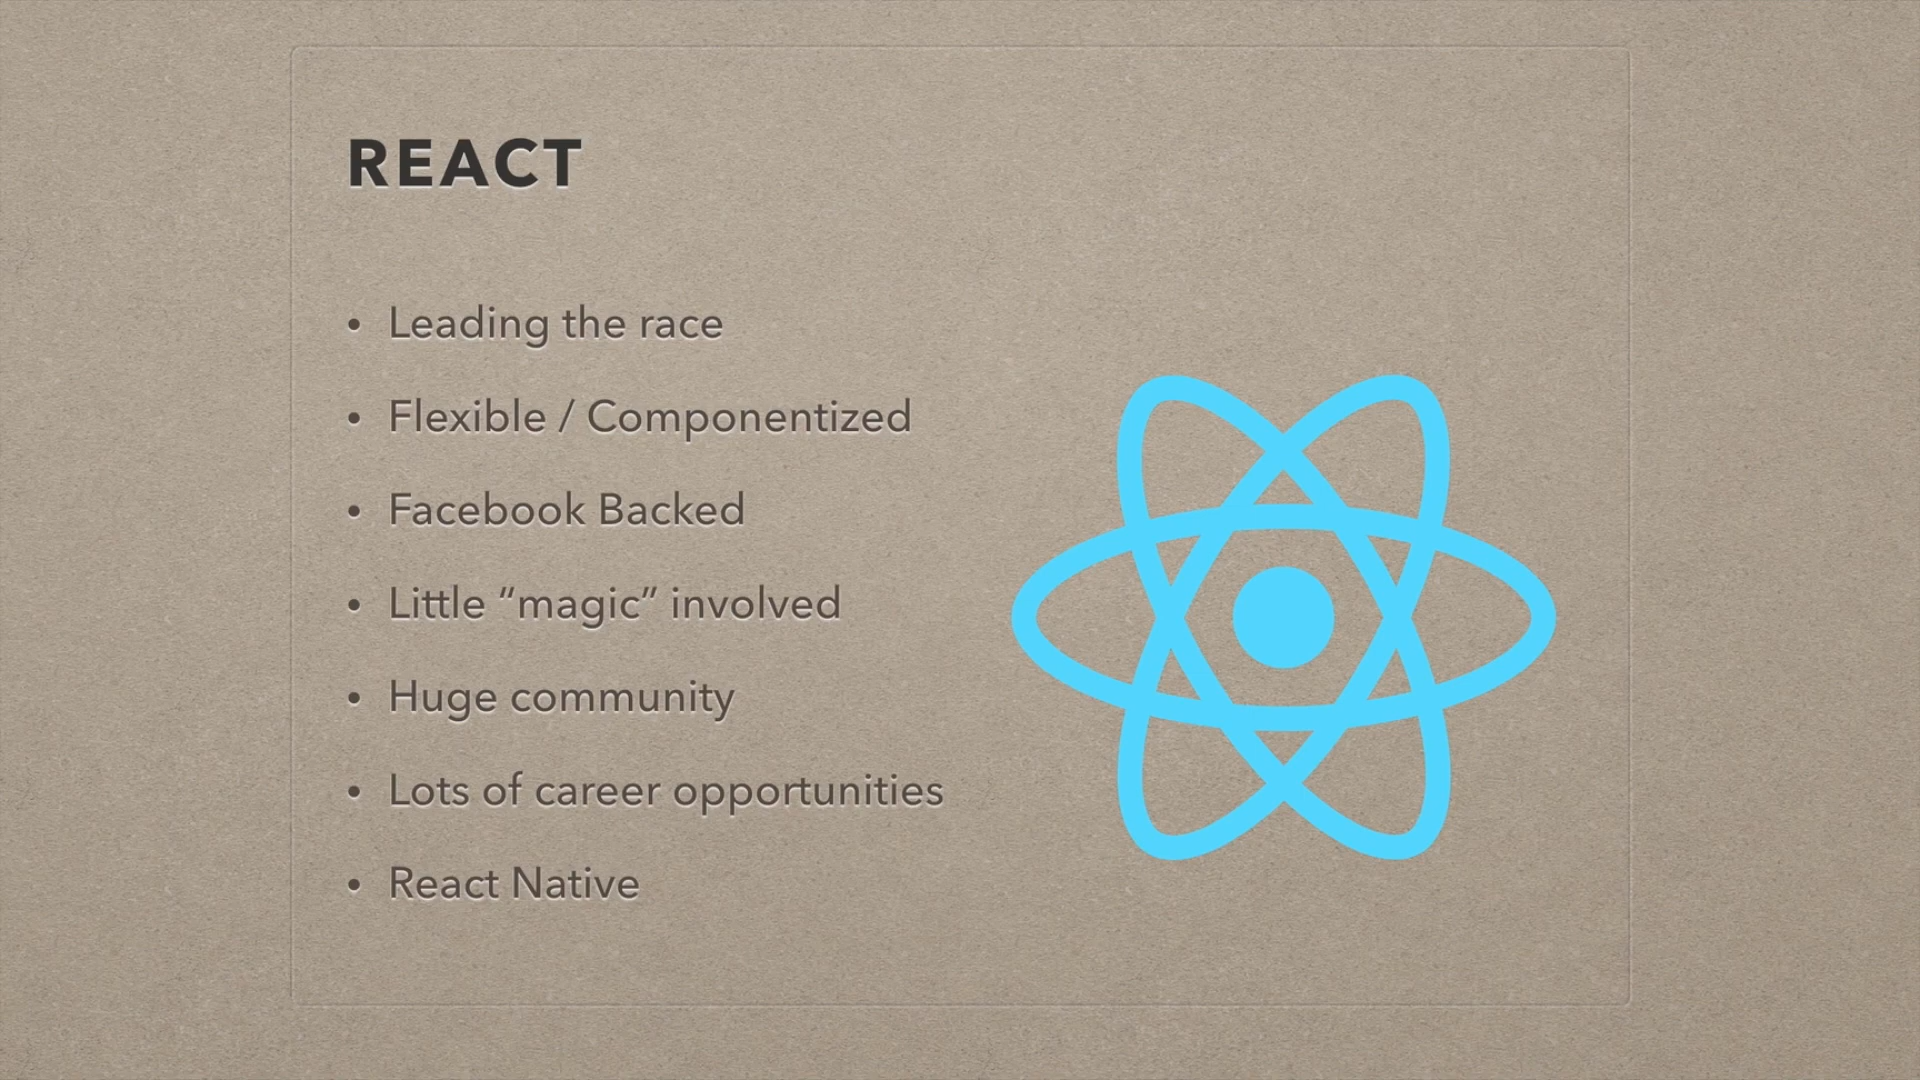 REACT
• Leading the race
• Flexible / Componentized
• Facebook Backed
• Little “magic” involved
• Huge community
• Lots of career opportunities
• React Native